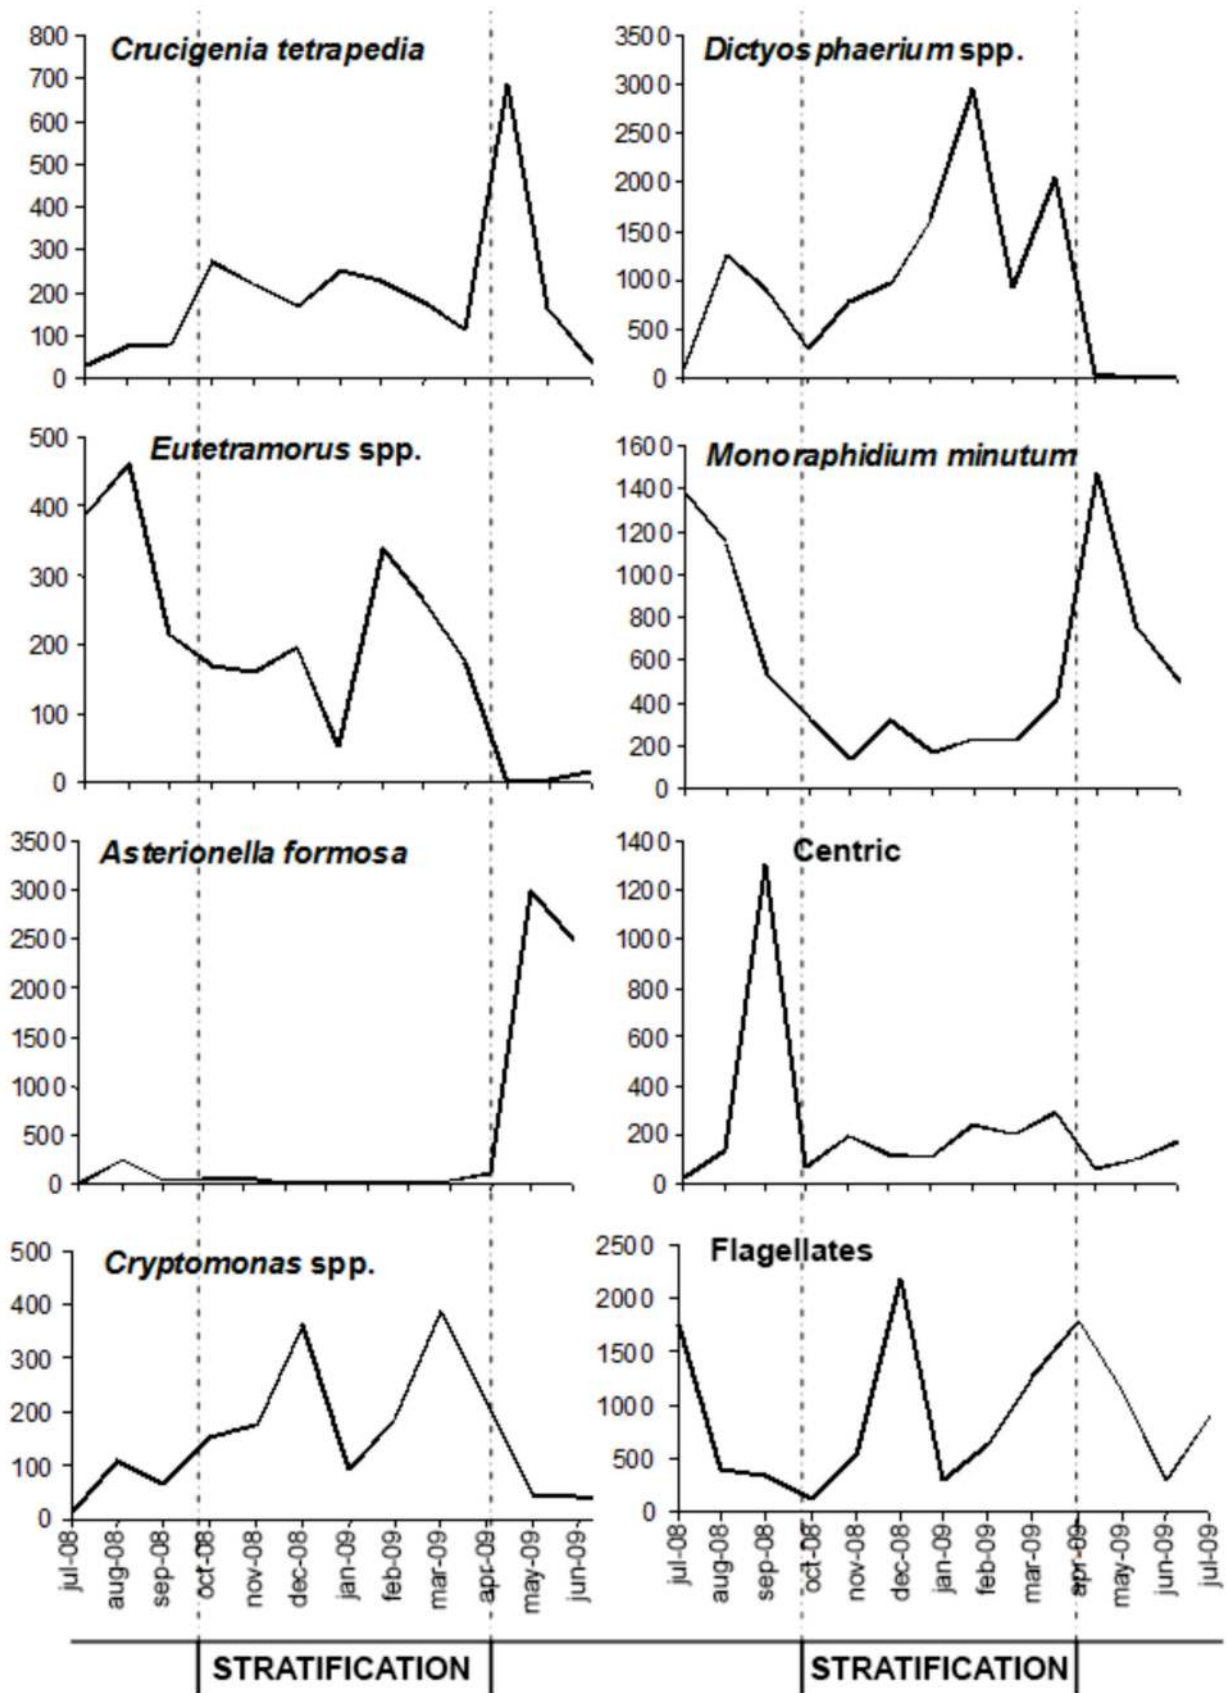 Crucigenia tetrapedia
800
700
600
500
400
300
200
100
0
Dictyosphaerium spp.
3500
3000
2500
2000
1500
1000
500
0
Eutetramorus spp.
500
400
300
200
100
0
Monoraphidium minutum
1600
1400
1200
1000
800
600
400
200
0
Asterionella formosa
3500
3000
2500
2000
1500
1000
500
0
Centric
1400
1200
1000
800
600
400
200
0
Cryptomonas spp.
500
400
300
200
100
0
jul-08
aug-08
sep-08
oct-08
nov-08
dec-08
jan-09
feb-09
mar-09
apr-09
may-09
jun-09
Flagellates
2500
2000
1500
1000
500
0
jul-08
aug-08
sep-08
oct-08
nov-08
dec-08
jan-09
feb-09
mar-09
apr-09
may-09
jun-09
jul-09
STRATIFICATION
STRATIFICATION